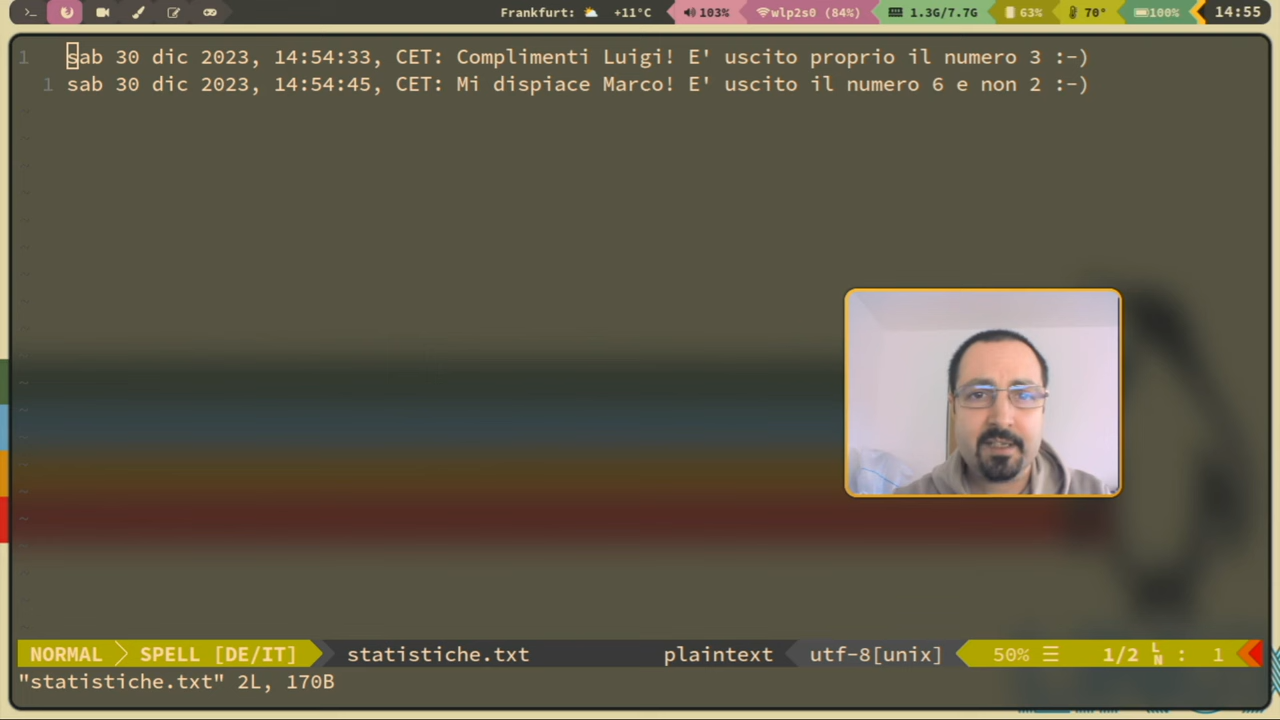 Frankfurt: +11°C 103% wlp2s0 (84%) 1.3G/7.7G 63% 70° 100% 14:55
1 sab 30 dic 2023, 14:54:33, CET: Complimenti Luigi! E' uscito proprio il numero 3 :-)
1 sab 30 dic 2023, 14:54:45, CET: Mi dispiace Marco! E' uscito il numero 6 e non 2 :-)
NORMAL SPELL [DE/IT] statistiche.txt plaintext utf-8[unix] 50% ☰ 1/2 LN : 1
"statistiche.txt" 2L, 170B